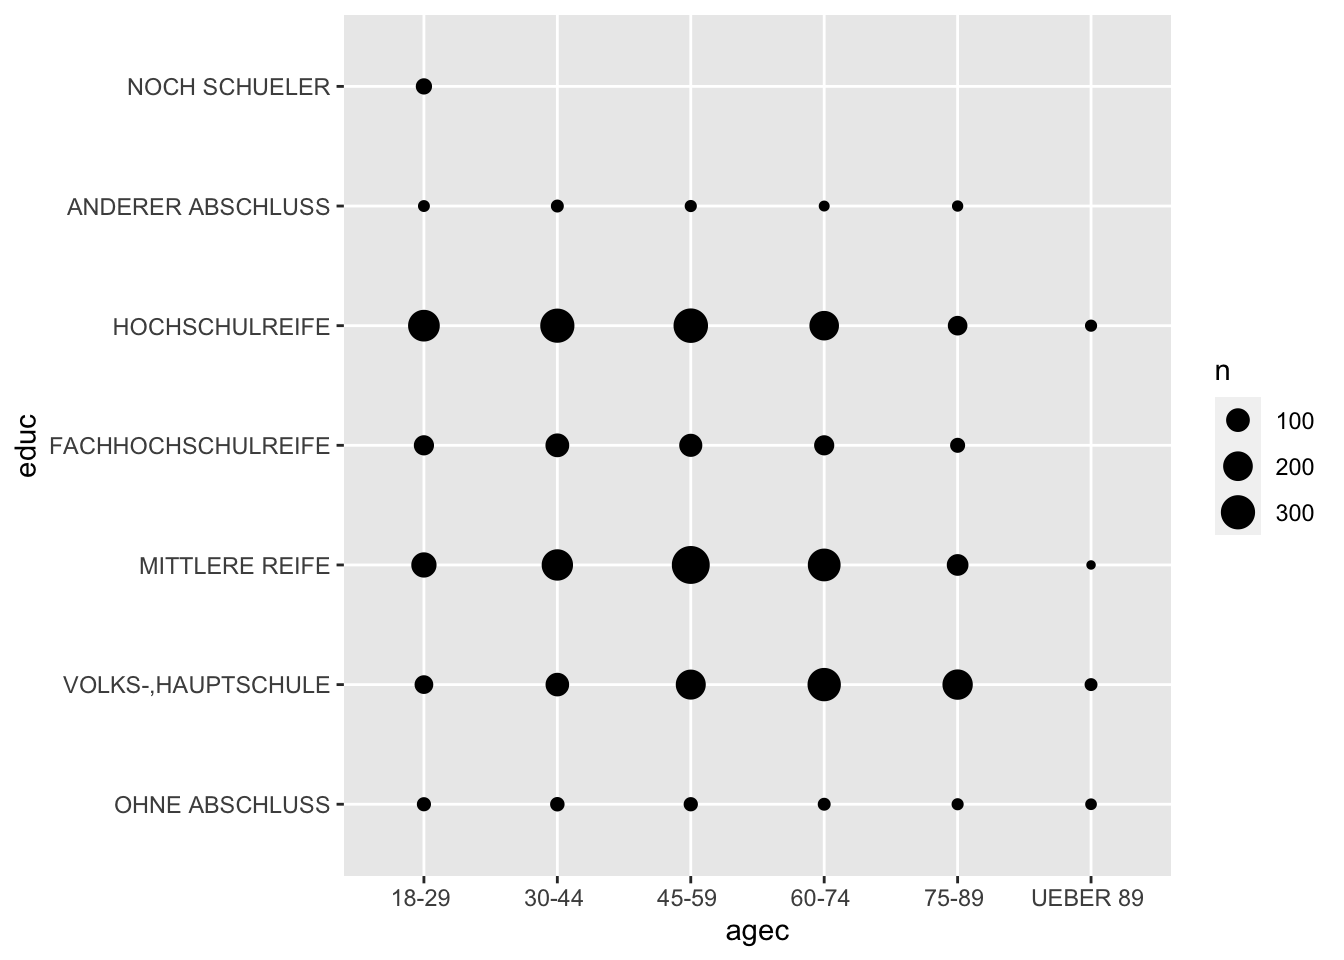 NOCH SCHUELER
ANDERER ABSCHLUSS
HOCHSCHULREIFE
FACHHOCHSCHULREIFE
MITTLERE REIFE
VOLKS-,HAUPTSCHULE
OHNE ABSCHLUSS
educ
18-29 30-44 45-59 60-74 75-89 UEBER 89
agec
n
100
200
300